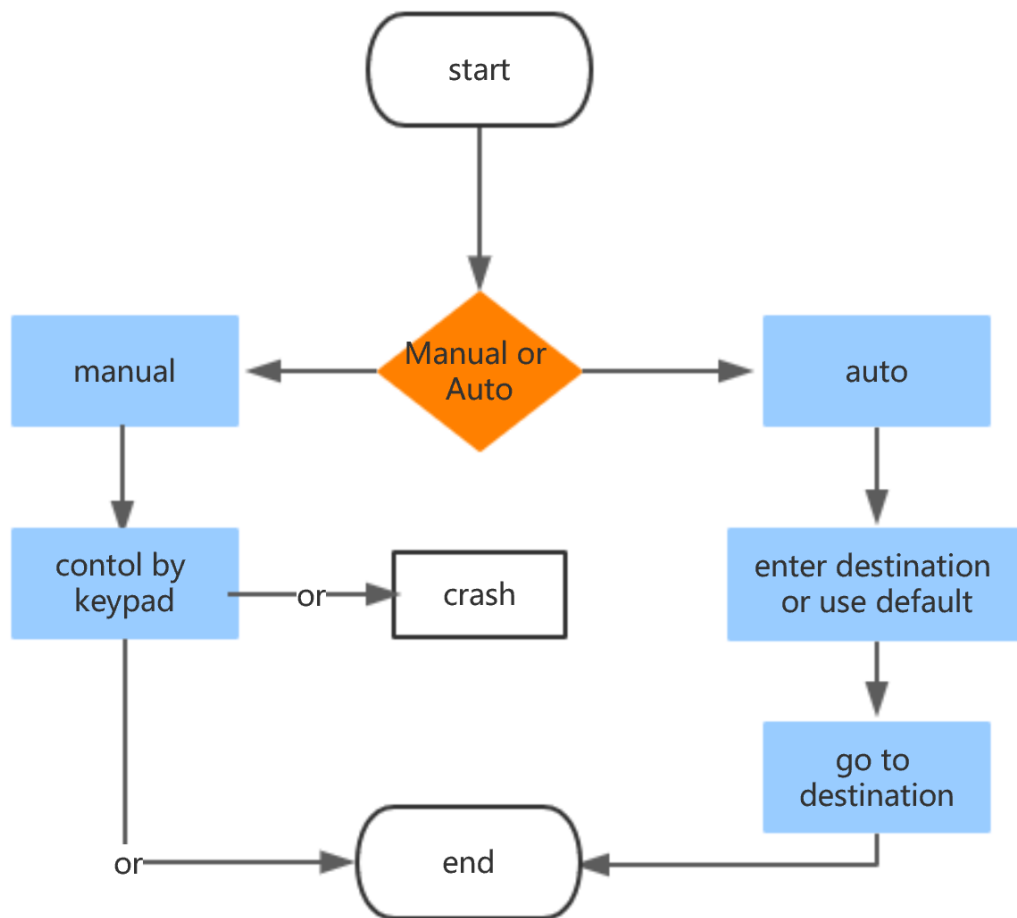 start
Manual or
Auto
manual
auto
contol by
keypad
or
crash
enter destination
or use default
go to
destination
or
end